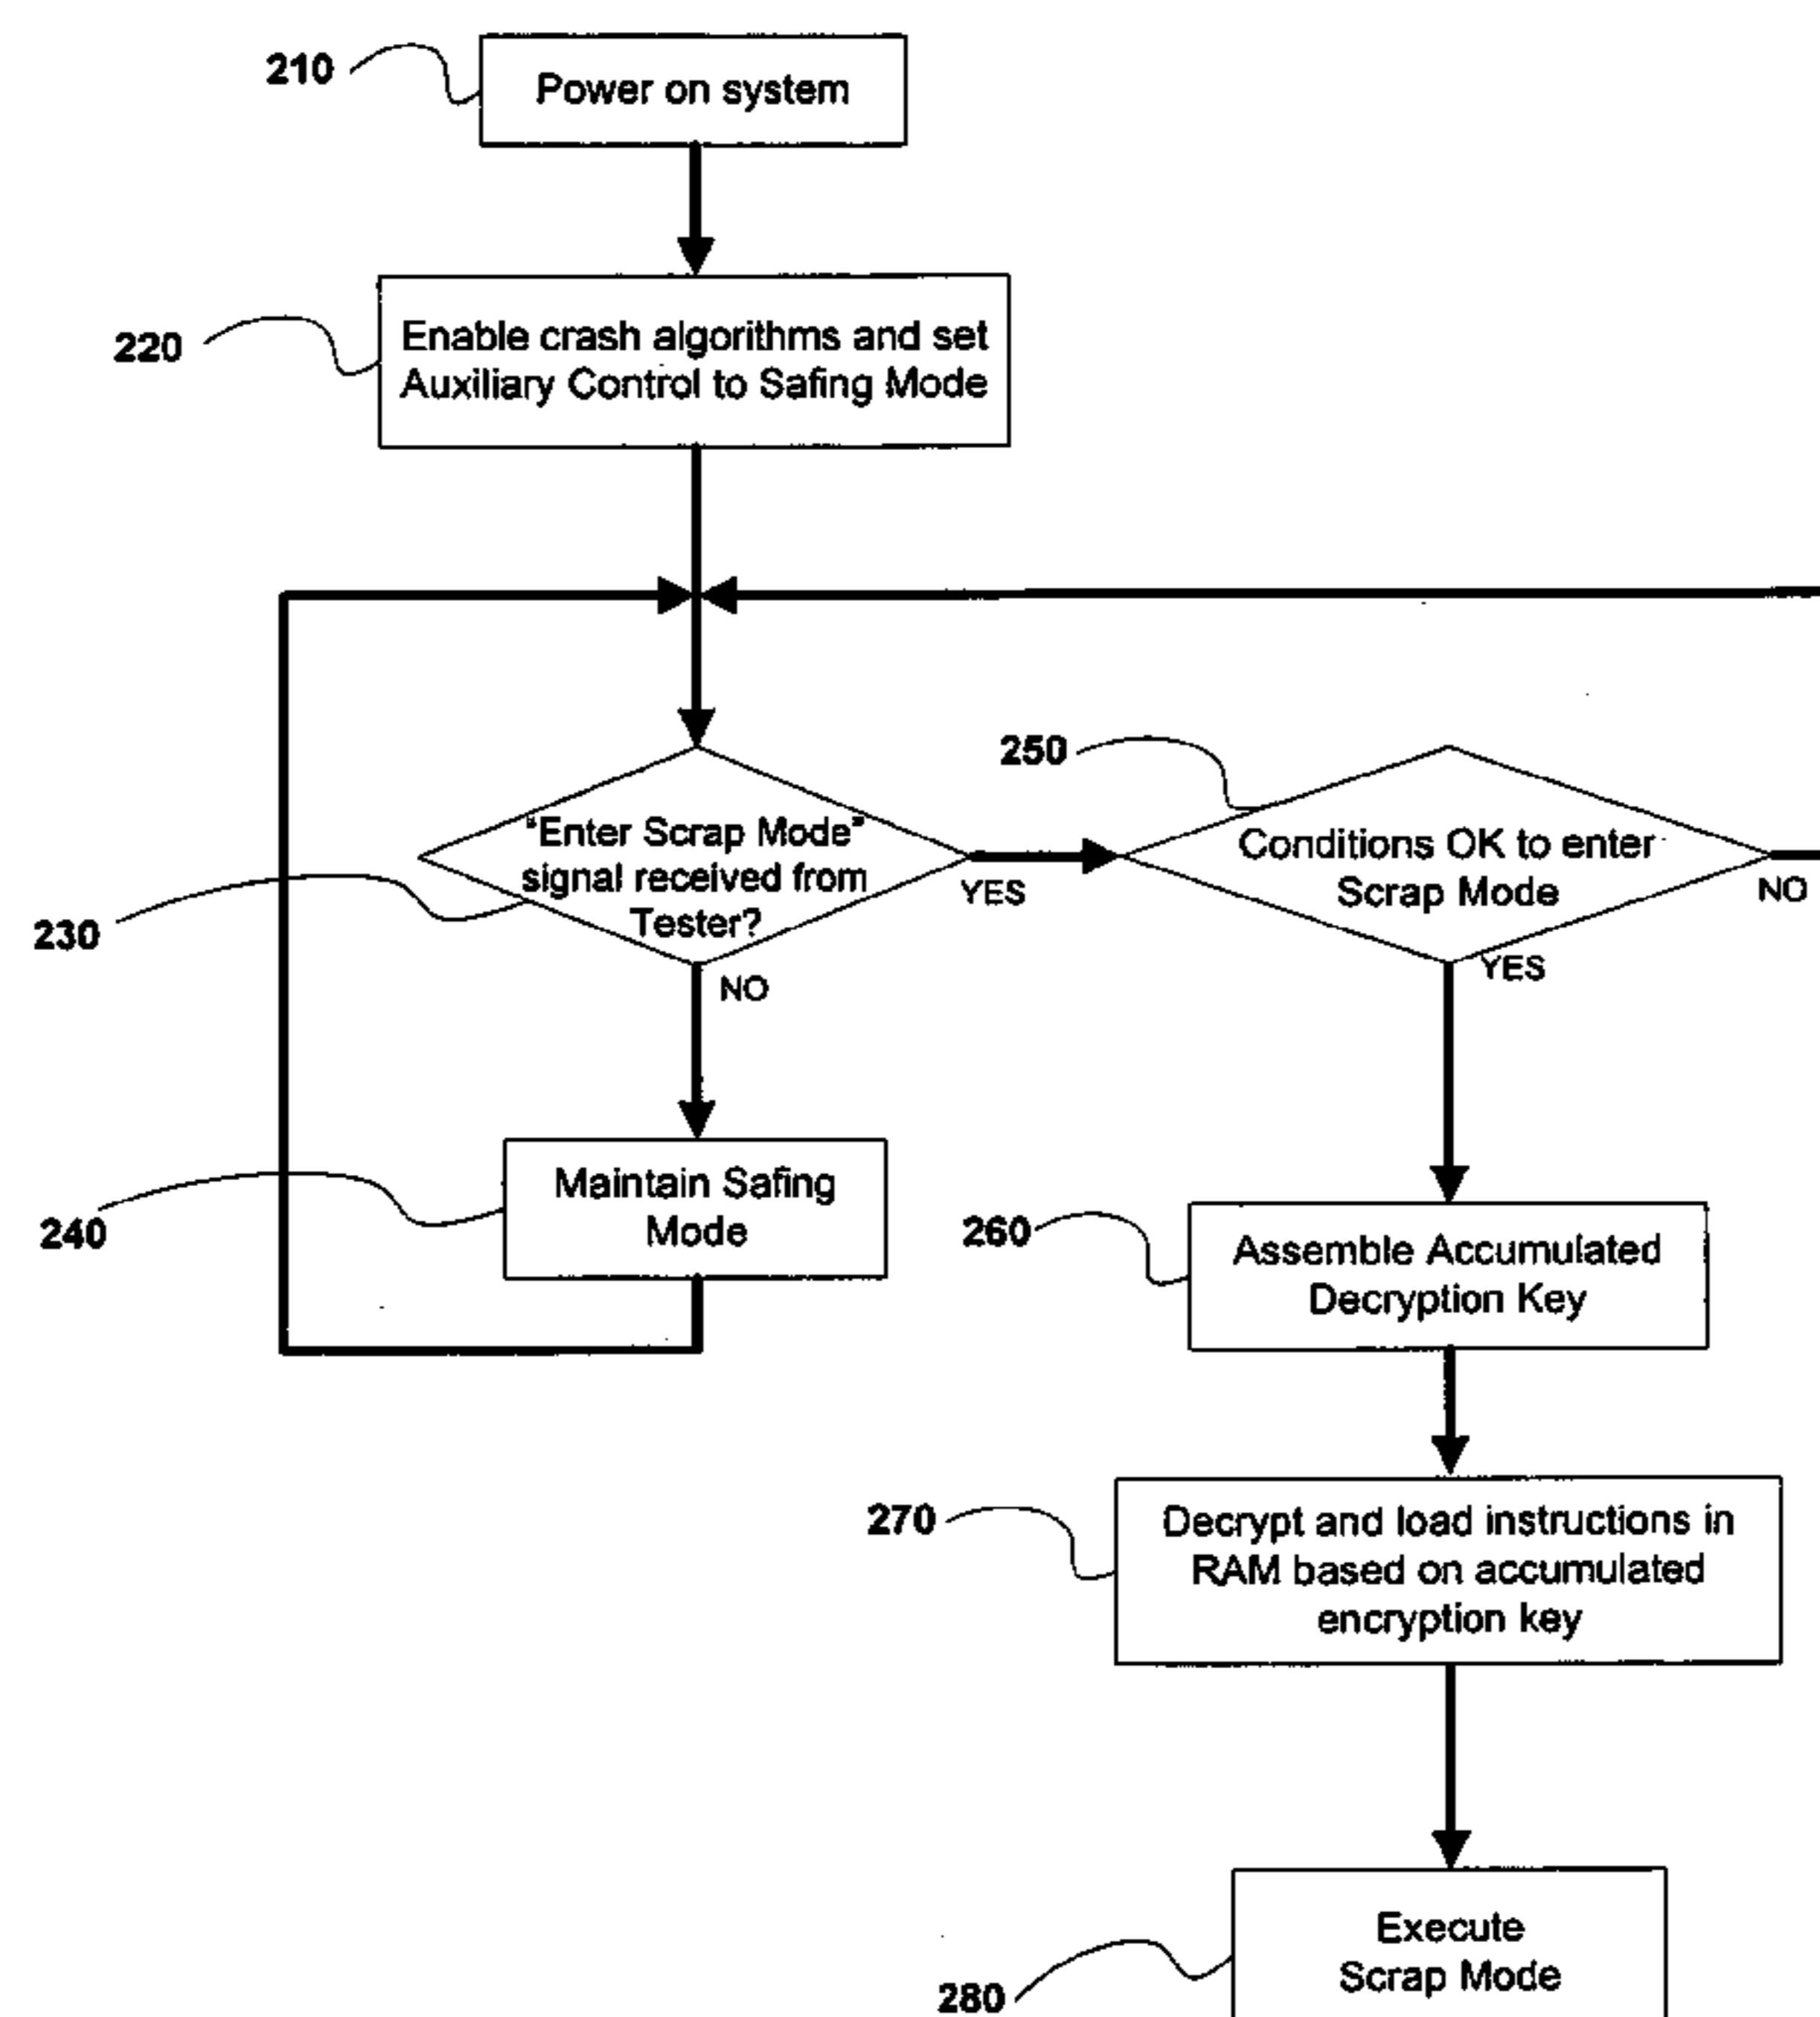 210
Power on system
220
Enable crash algorithms and set
Auxiliary Control to Safing Mode
230
"Enter Scrap Mode"
signal received from
Tester?
YES
NO
250
Conditions OK to enter
Scrap Mode
NO
YES
240
Maintain Safing
Mode
260
Assemble Accumulated
Decryption Key
270
Decrypt and load instructions in
RAM based on accumulated
encryption key
280
Execute
Scrap Mode